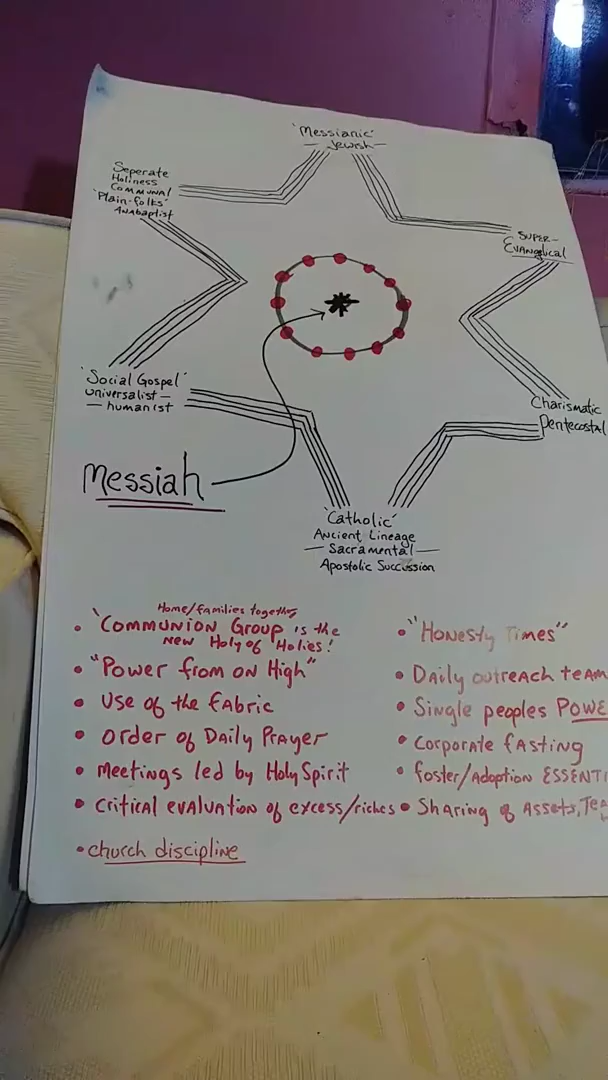 'Messianic'
- Jewish -
Seperate
Holiness
Communal
'Plain-folks'
Anabaptist
SUPER-
Evangelical
'Social Gospel'
universalist -
- humanist
Charismatic
Pentecostal
Messiah
'Catholic'
Ancient Lineage
- Sacramental -
Apostolic Succussion
Home/families together
• 'Communion Group is the
new Holy of Holies!
• "Power from on High"
• Use of the fabric
• Order of Daily Prayer
• Meetings led by Holy Spirit
• Critical evaluation of excess/riches
• church discipline
• "Honesty Times"
• Daily outreach team
• Single peoples POWE
• Corporate fasting
• foster/Adoption ESSENTI
• Sharing of Assets,